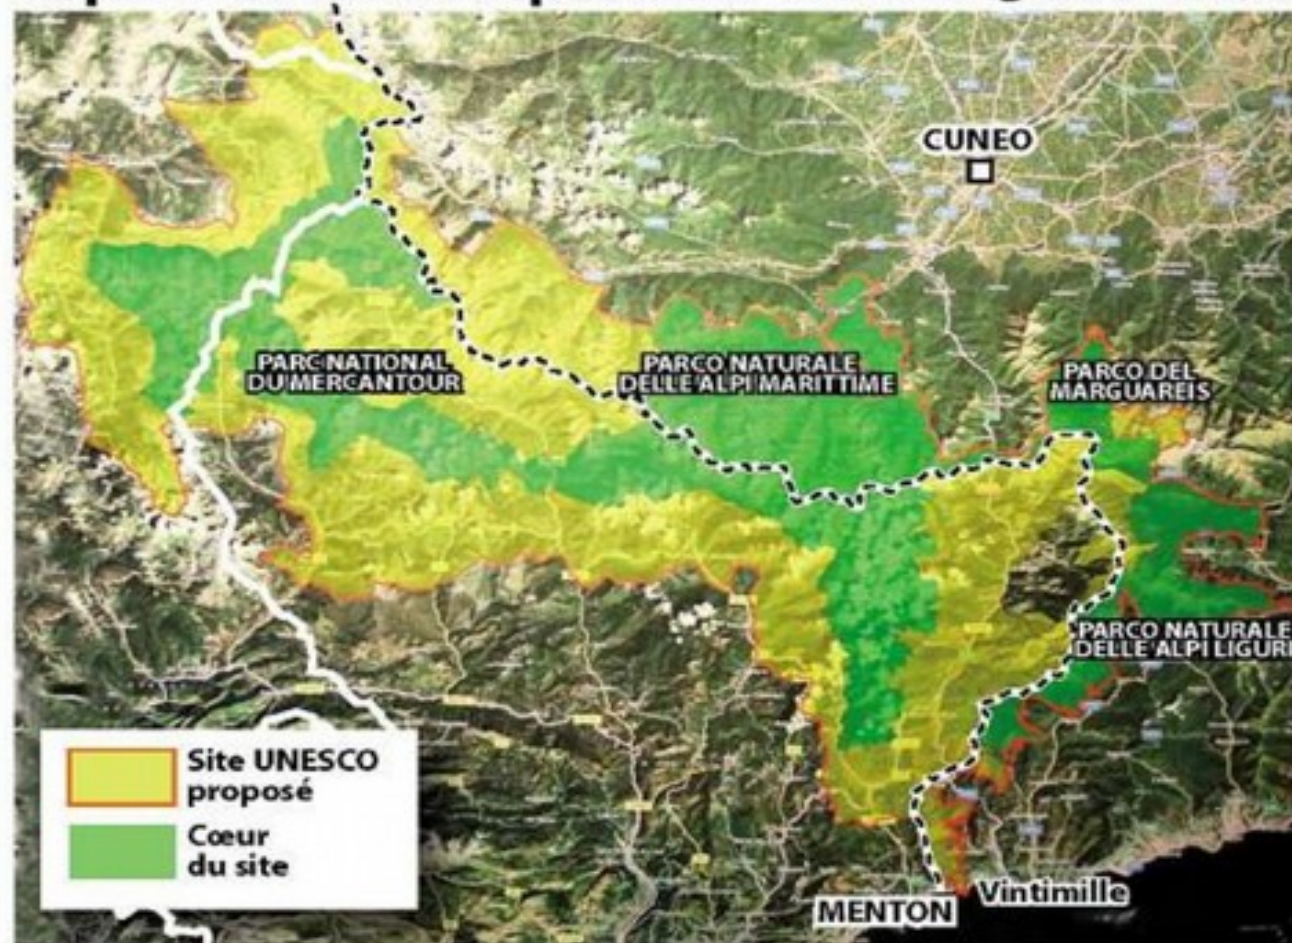 CUNEO
PARC NATIONAL
DU MERCANTOUR
PARCO NATURALE
DELLE ALPI MARITTIME
PARCO DEL
MARGUAREIS
PARCO NATURALE
DELLE ALPI LIGURI
Site UNESCO
proposé
Cœur
du site
MENTON
Vintimille